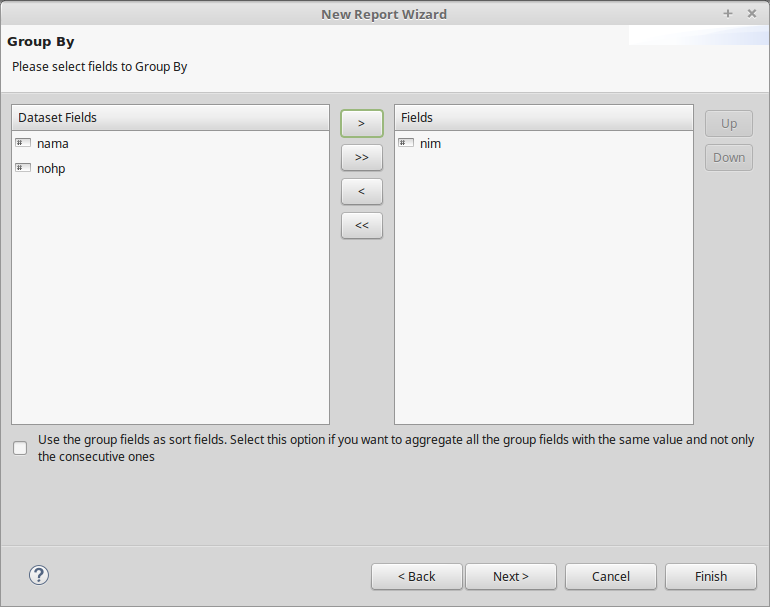 New Report Wizard
Group By
Please select fields to Group By
Dataset Fields
nama
nohp
>
>>
<
<<
Fields
nim
Up
Down
Use the group fields as sort fields. Select this option if you want to aggregate all the group fields with the same value and not only
the consecutive ones
?
< Back
Next >
Cancel
Finish